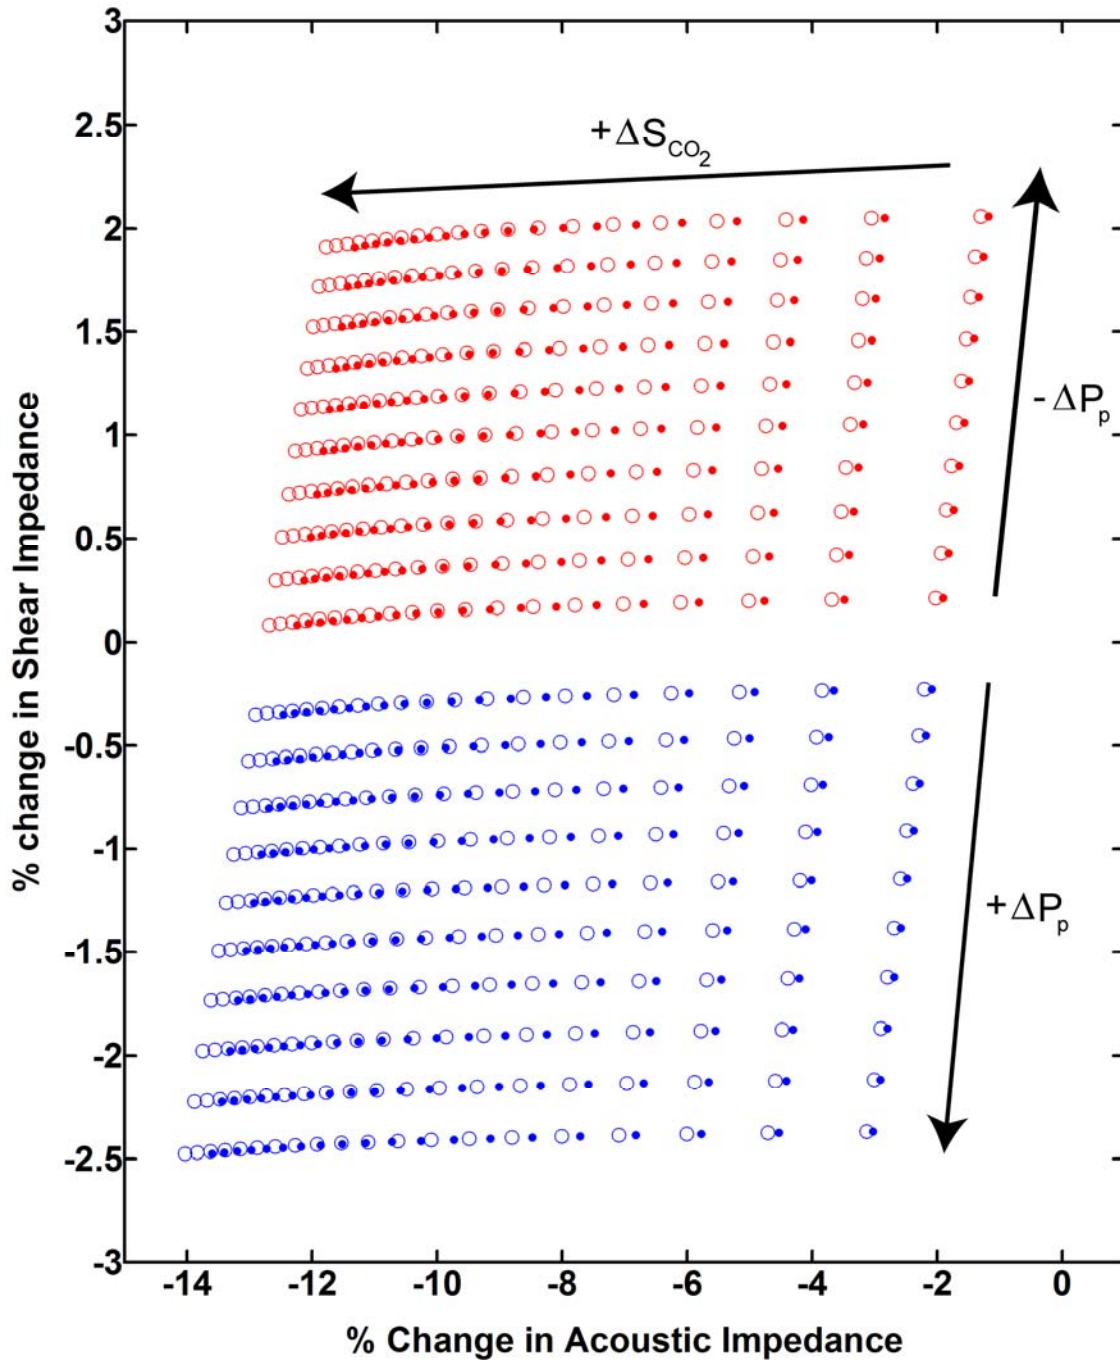 3
2.5
2
1.5
1
0.5
0
-0.5
-1
-1.5
-2
-2.5
-3
% change in Shear Impedance
+ΔS_CO₂
- ΔP_p
+ ΔP_p
-14 -12 -10 -8 -6 -4 -2 0
% Change in Acoustic Impedance